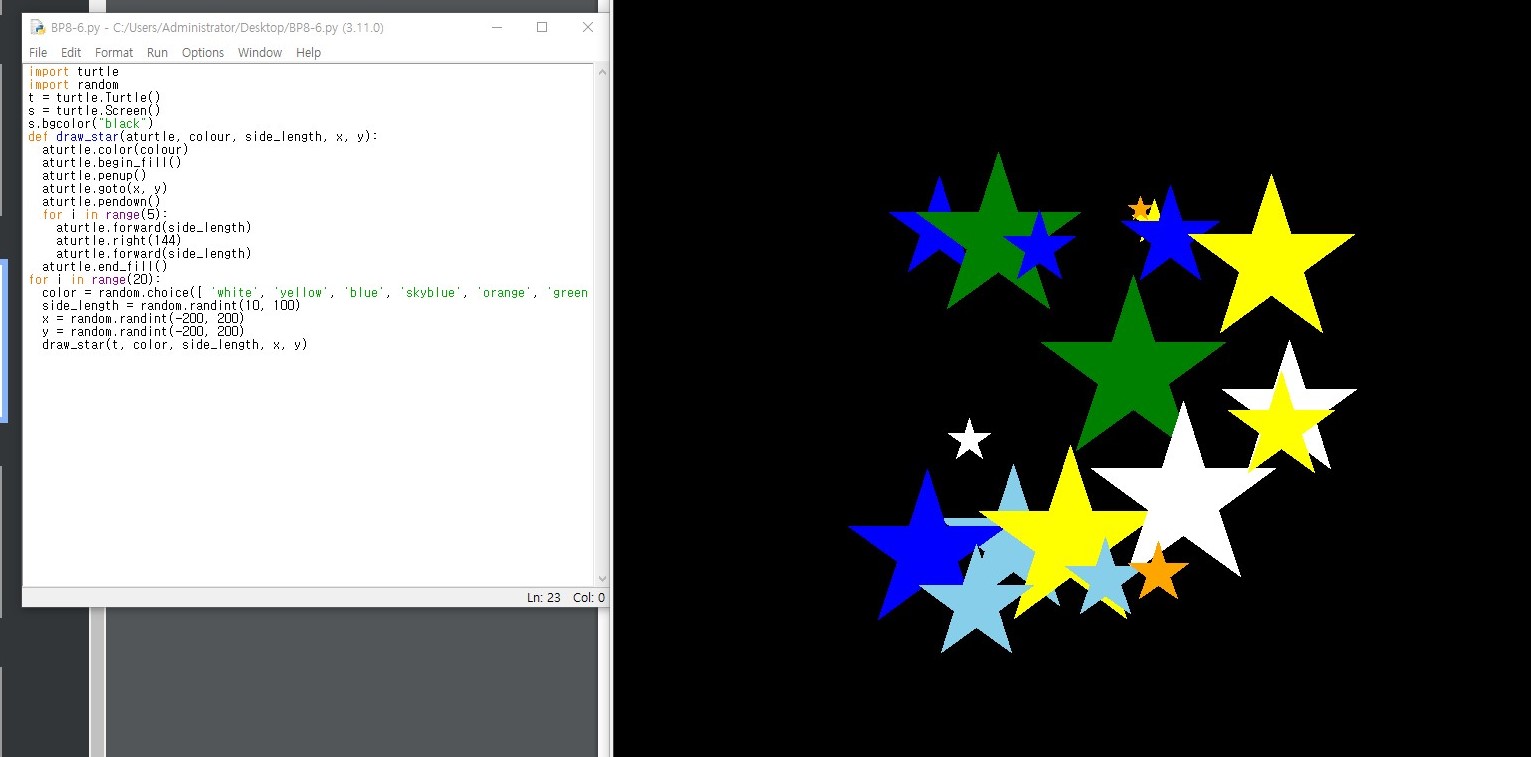 BP8-6.py - C:/Users/Administrator/Desktop/BP8-6.py (3.11.0)
File Edit Format Run Options Window Help
import turtle
import random
t = turtle.Turtle()
s = turtle.Screen()
s.bgcolor("black")
def draw_star(aturtle, colour, side_length, x, y):
  aturtle.color(colour)
  aturtle.begin_fill()
  aturtle.penup()
  aturtle.goto(x, y)
  aturtle.pendown()
  for i in range(5):
    aturtle.forward(side_length)
    aturtle.right(144)
    aturtle.forward(side_length)
  aturtle.end_fill()
for i in range(20):
  color = random.choice([ 'white', 'yellow', 'blue', 'skyblue', 'orange', 'green
  side_length = random.randint(10, 100)
  x = random.randint(-200, 200)
  y = random.randint(-200, 200)
  draw_star(t, color, side_length, x, y)
Ln: 23 Col: 0